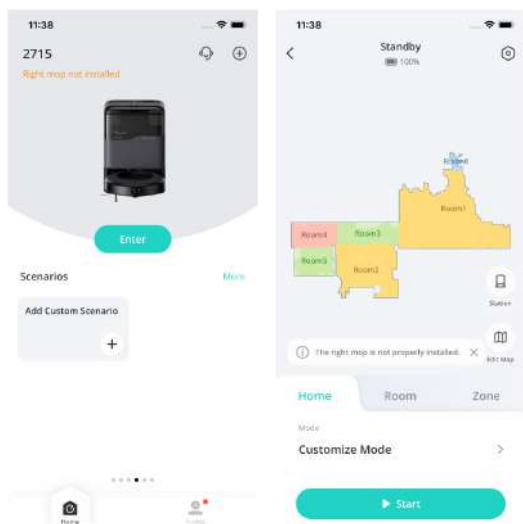 11:38
2715
Right mop not installed
Enter
Scenarios
More
Add Custom Scenario
+
Home
Profile
11:38
Standby
100%
Room1
Room4
Room3
Room5
Room2
Station
The right mop is not properly installed.
Edit Map
Home
Room
Zone
Mode
Customize Mode
Start